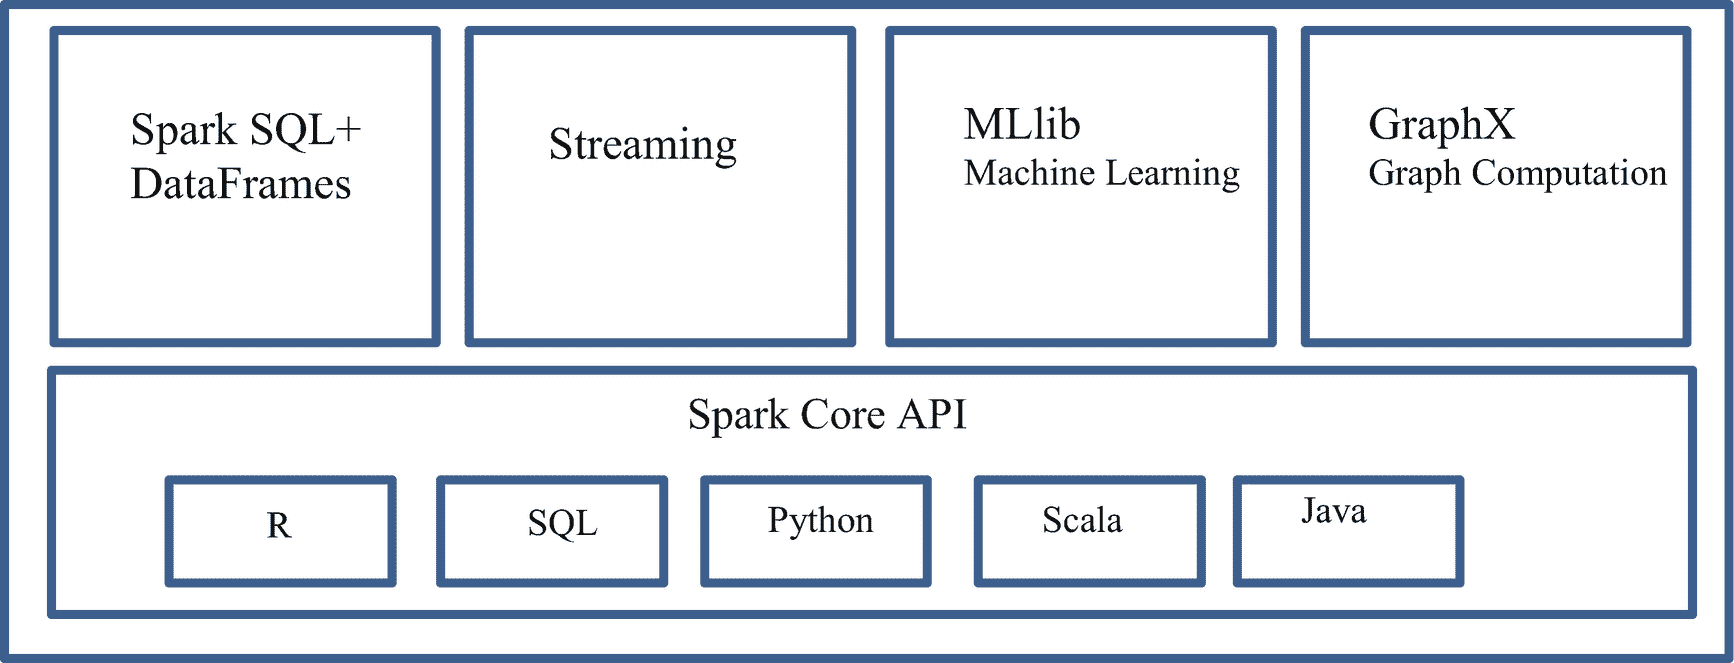 Spark SQL+
DataFrames
Streaming
MLlib
Machine Learning
GraphX
Graph Computation
Spark Core API
R
SQL
Python
Scala
Java